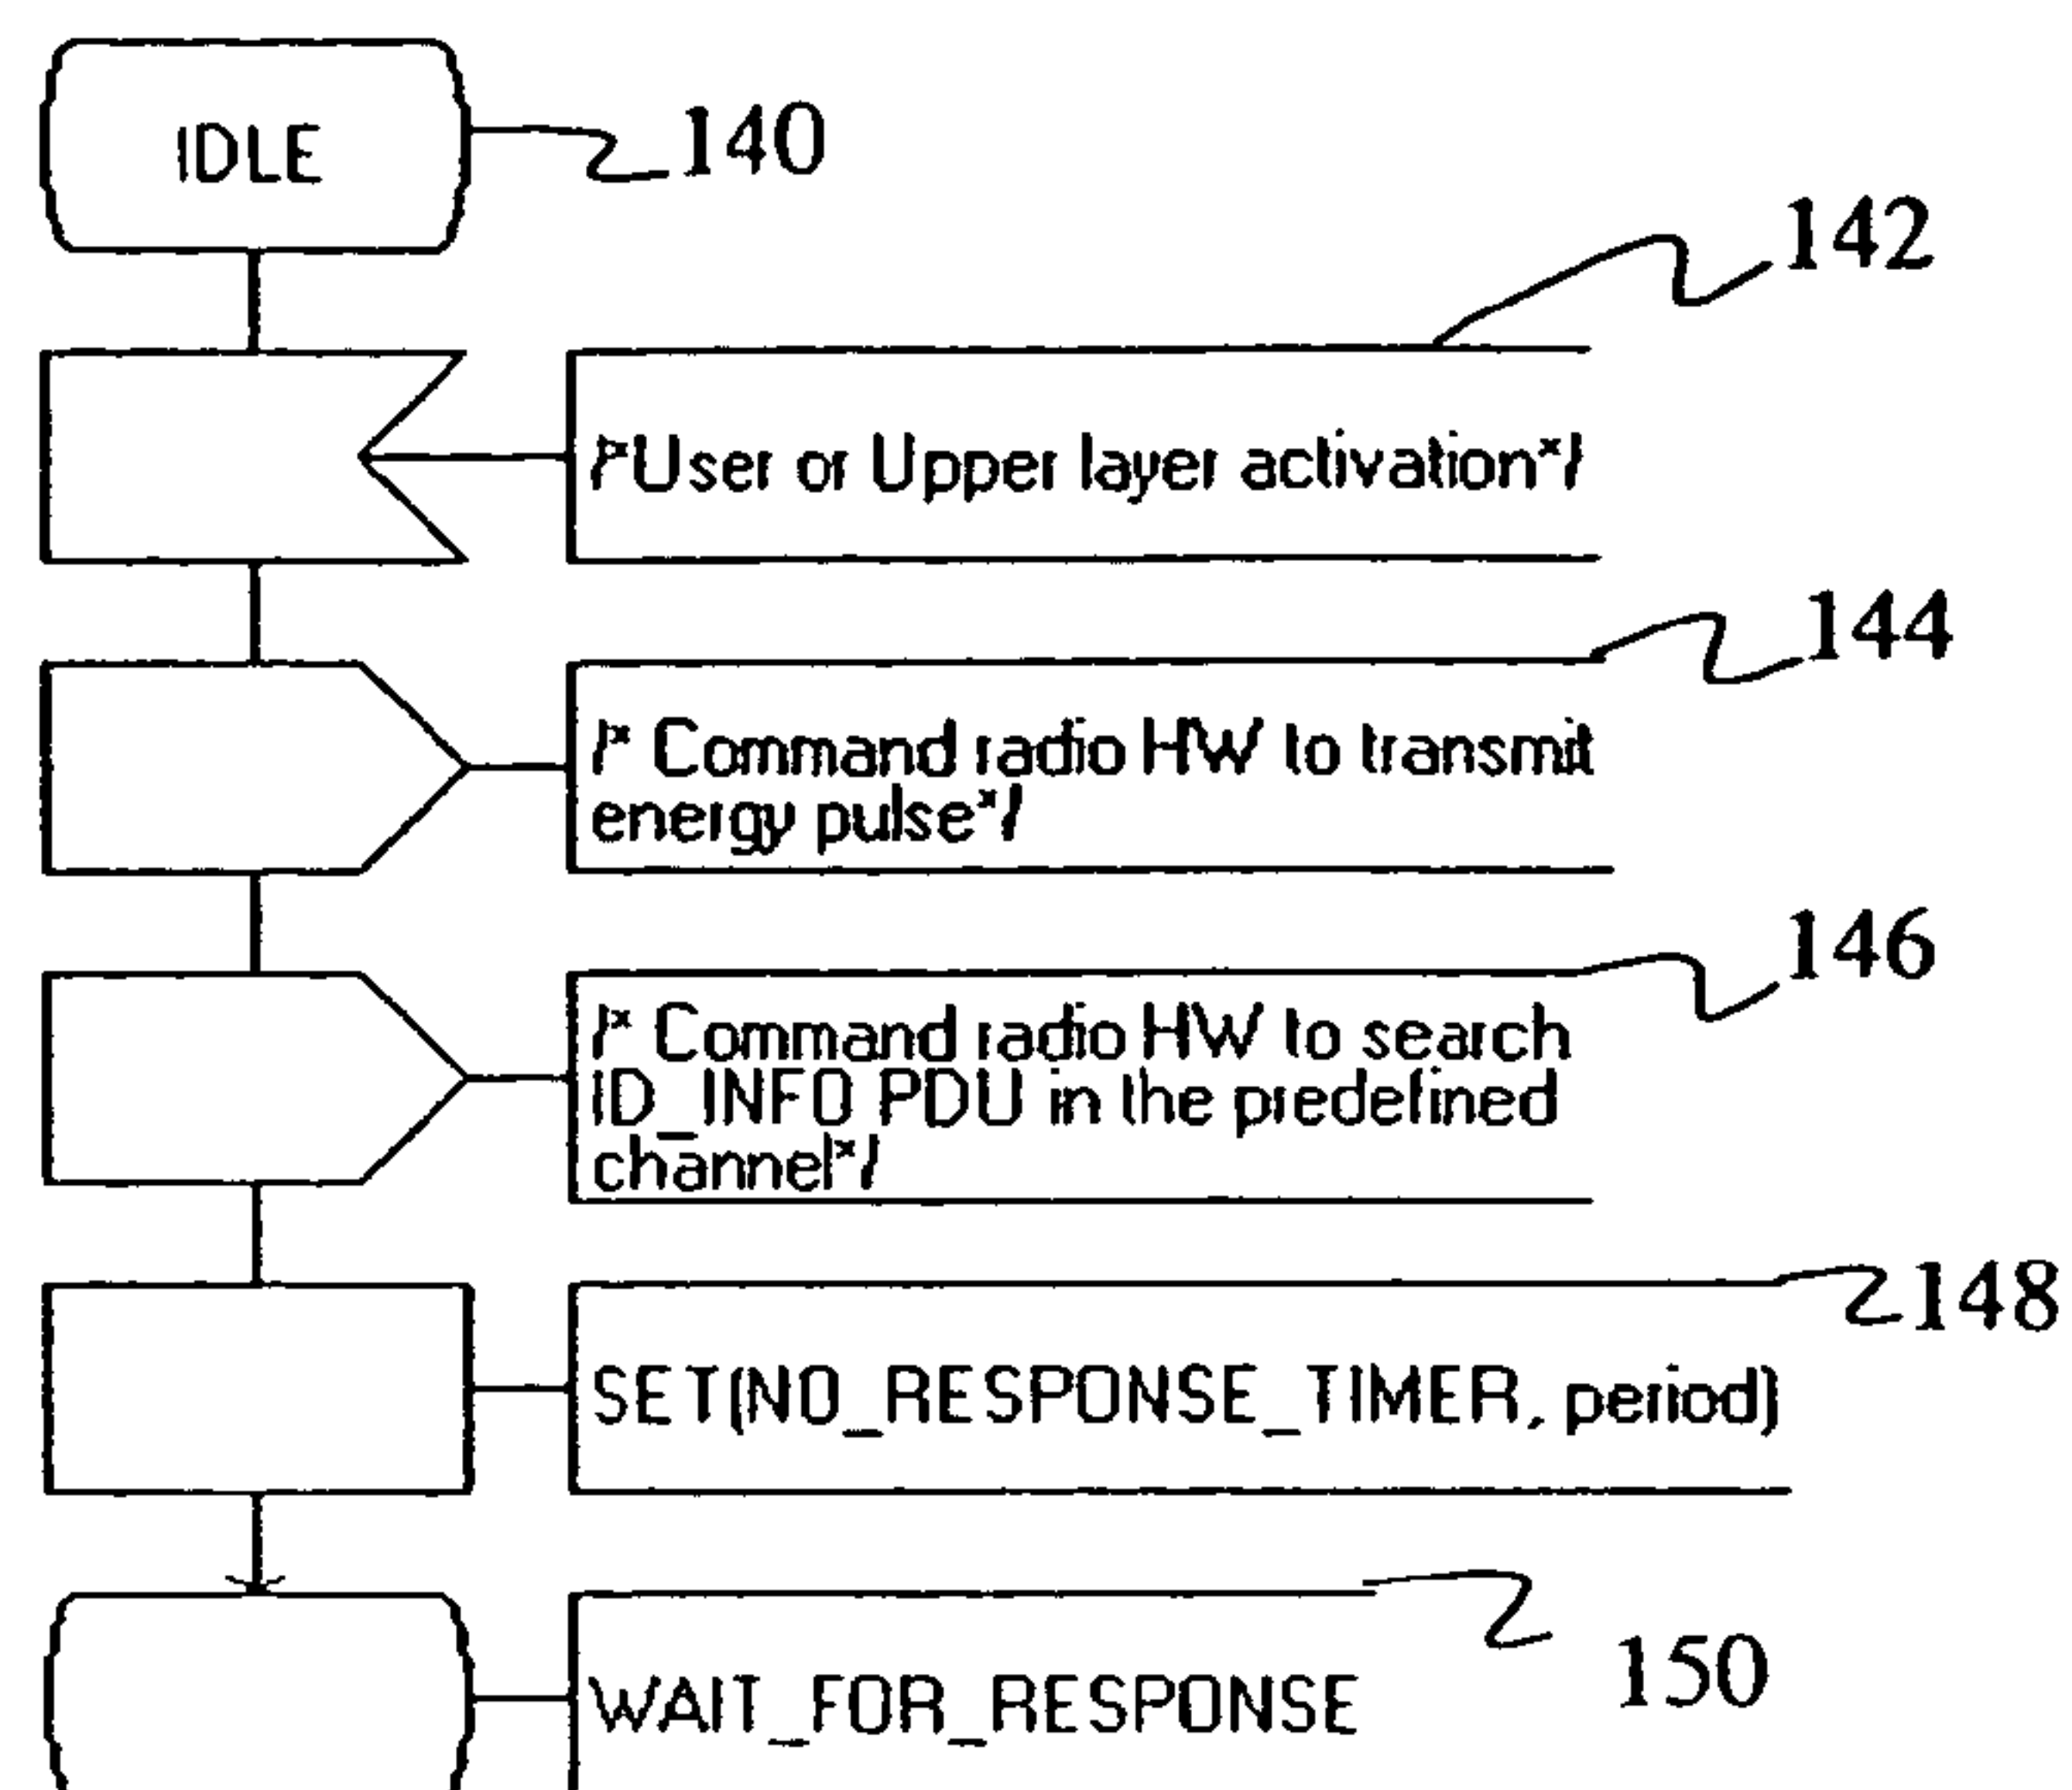 IDLE
140
142
/*User or Upper layer activation*/
144
/* Command radio HW to transmit
energy pulse*/
146
/* Command radio HW to search
ID_INFO PDU in the predefined
channel*/
148
SET(NO_RESPONSE_TIMER, period)
150
WAIT_FOR_RESPONSE